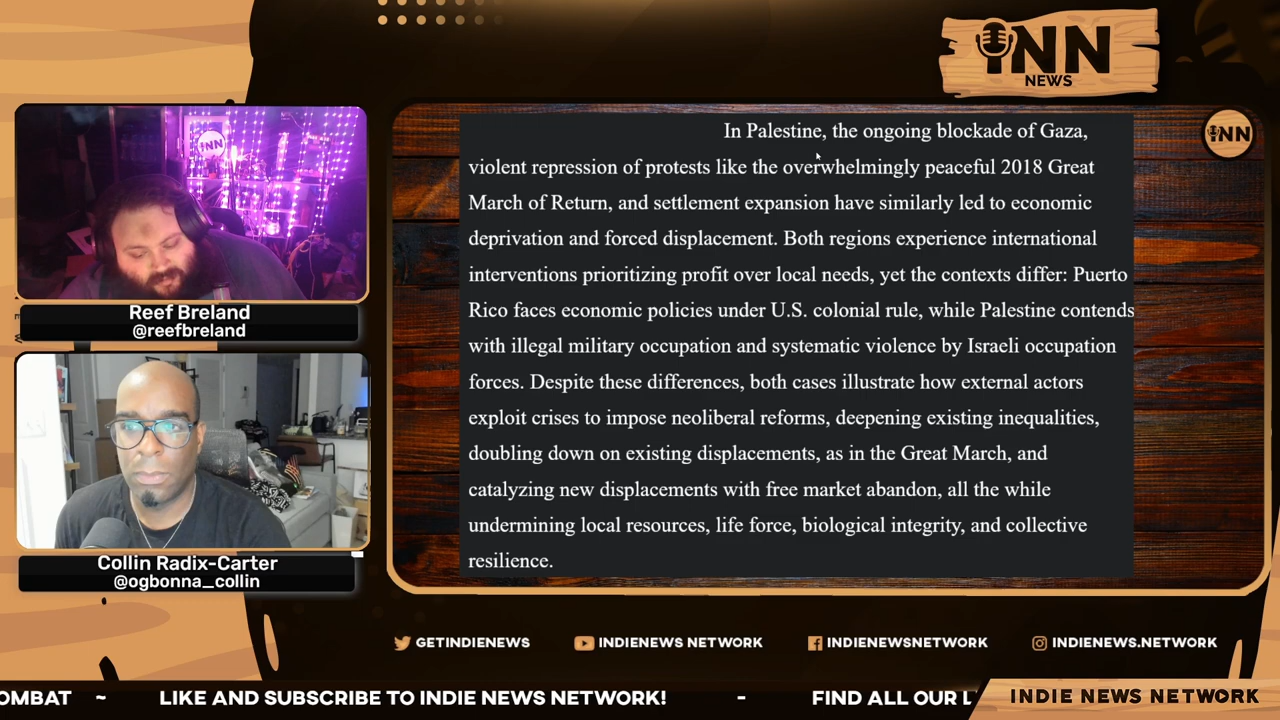 INN
NEWS
INN
INN
In Palestine, the ongoing blockade of Gaza,
violent repression of protests like the overwhelmingly peaceful 2018 Great
March of Return, and settlement expansion have similarly led to economic
deprivation and forced displacement. Both regions experience international
interventions prioritizing profit over local needs, yet the contexts differ: Puerto
Rico faces economic policies under U.S. colonial rule, while Palestine contends
with illegal military occupation and systematic violence by Israeli occupation
forces. Despite these differences, both cases illustrate how external actors
exploit crises to impose neoliberal reforms, deepening existing inequalities,
doubling down on existing displacements, as in the Great March, and
catalyzing new displacements with free market abandon, all the while
undermining local resources, life force, biological integrity, and collective
resilience.
Reef Breland
@reefbreland
Collin Radix-Carter
@ogbonna_collin
GETINDIENEWS
INDIENEWS NETWORK
INDIENEWSNETWORK
INDIENEWS.NETWORK
OMBAT ~ LIKE AND SUBSCRIBE TO INDIE NEWS NETWORK! - FIND ALL OUR L
INDIE NEWS NETWORK